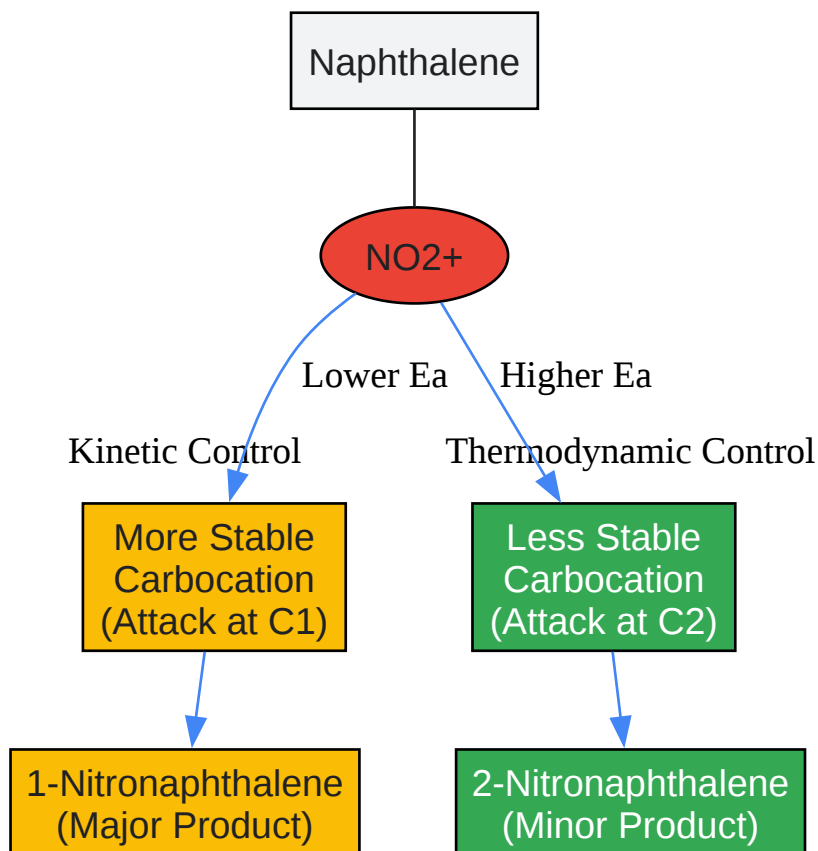 Naphthalene
NO2+
Lower Ea
Higher Ea
Kinetic Control
Thermodynamic Control
More Stable
Carbocation
(Attack at C1)
Less Stable
Carbocation
(Attack at C2)
1-Nitronaphthalene
(Major Product)
2-Nitronaphthalene
(Minor Product)